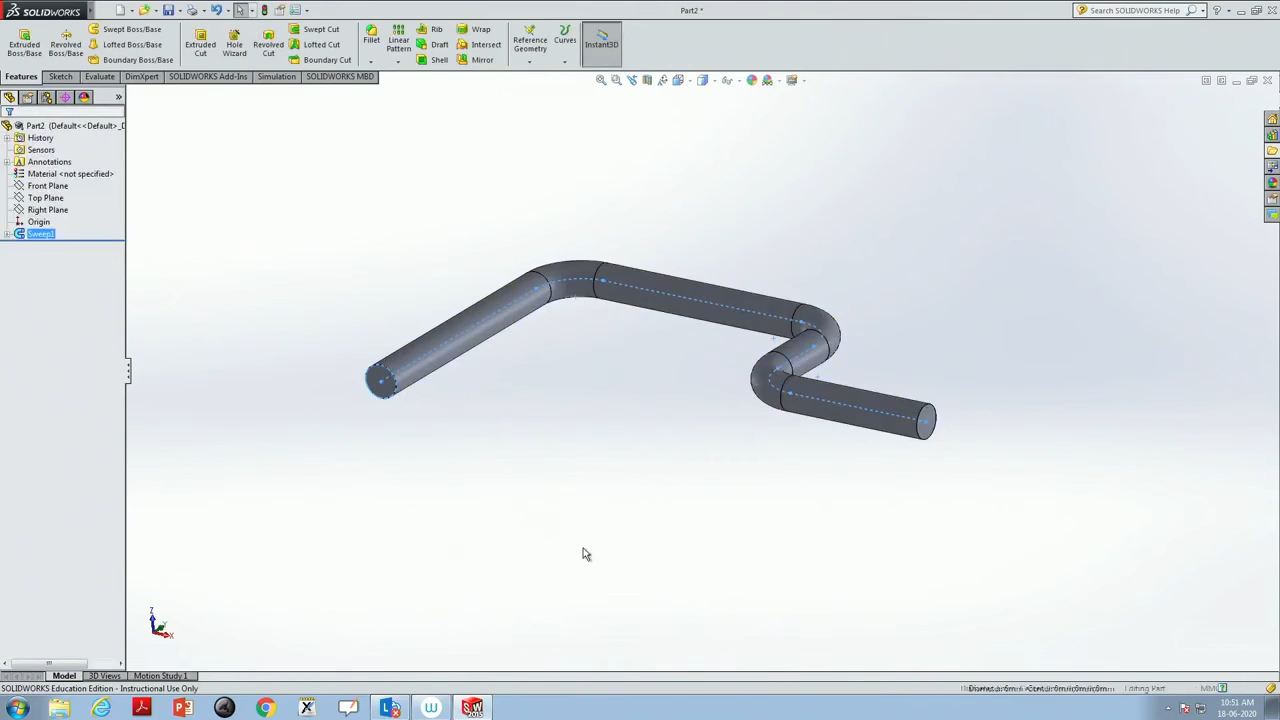 SOLIDWORKS
Part2 *
Search SOLIDWORKS Help
Extruded Boss/Base
Revolved Boss/Base
Swept Boss/Base
Lofted Boss/Base
Boundary Boss/Base
Extruded Cut
Hole Wizard
Revolved Cut
Swept Cut
Lofted Cut
Boundary Cut
Fillet
Linear Pattern
Rib
Draft
Shell
Wrap
Intersect
Mirror
Reference Geometry
Curves
Instant3D
Features
Sketch
Evaluate
DimXpert
SOLIDWORKS Add-Ins
Simulation
SOLIDWORKS MBD
Part2 (Default<<Default>_D
History
Sensors
Annotations
Material <not specified>
Front Plane
Top Plane
Right Plane
Origin
Sweep1
Z
Y
X
Model
3D Views
Motion Study 1
SOLIDWORKS Education Edition - Instructional Use Only
Editing Part
10:51 AM
18-06-2020